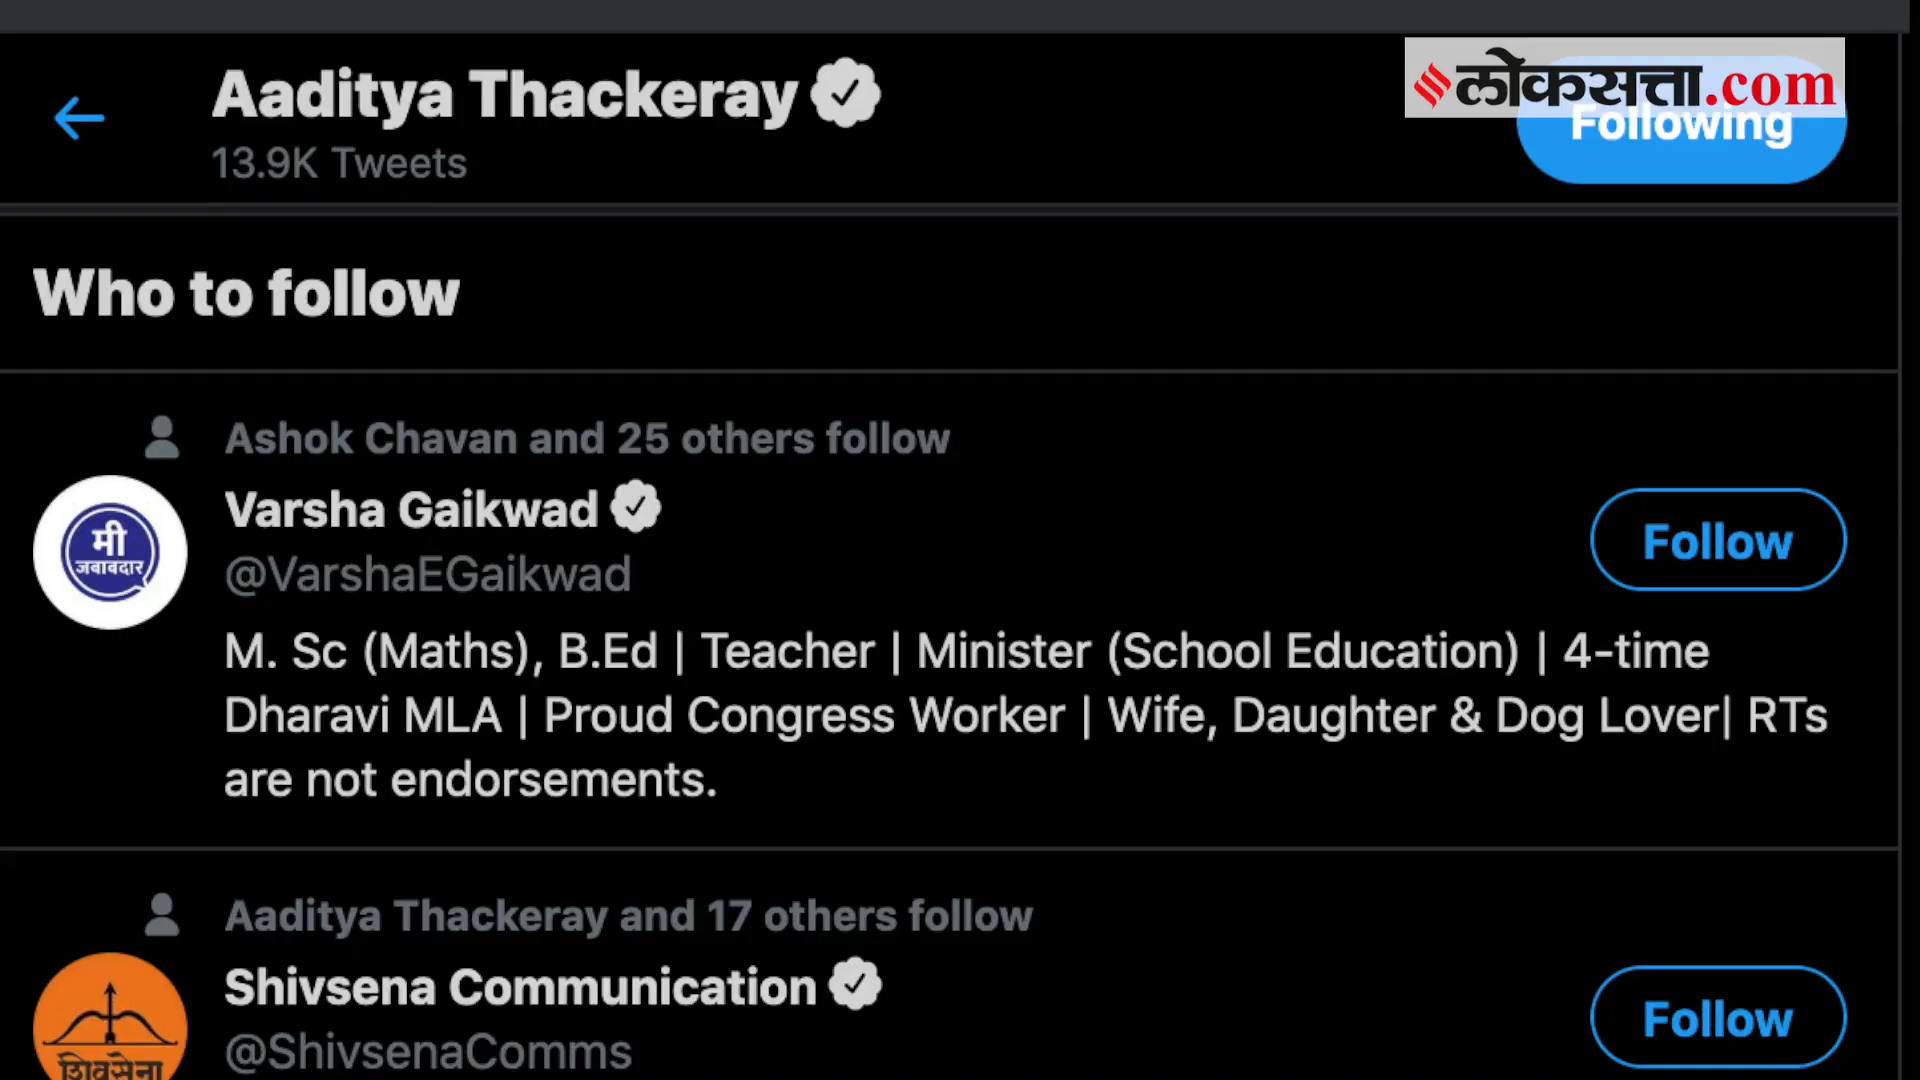 Aaditya Thackeray
13.9K Tweets
लोकसत्ता.com
Following
Who to follow
Ashok Chavan and 25 others follow
Varsha Gaikwad
@VarshaEGaikwad
Follow
मी
जबाबदार
M. Sc (Maths), B.Ed | Teacher | Minister (School Education) | 4-time
Dharavi MLA | Proud Congress Worker | Wife, Daughter & Dog Lover| RTs
are not endorsements.
Aaditya Thackeray and 17 others follow
Shivsena Communication
@ShivsenaComms
Follow
शिवसेना